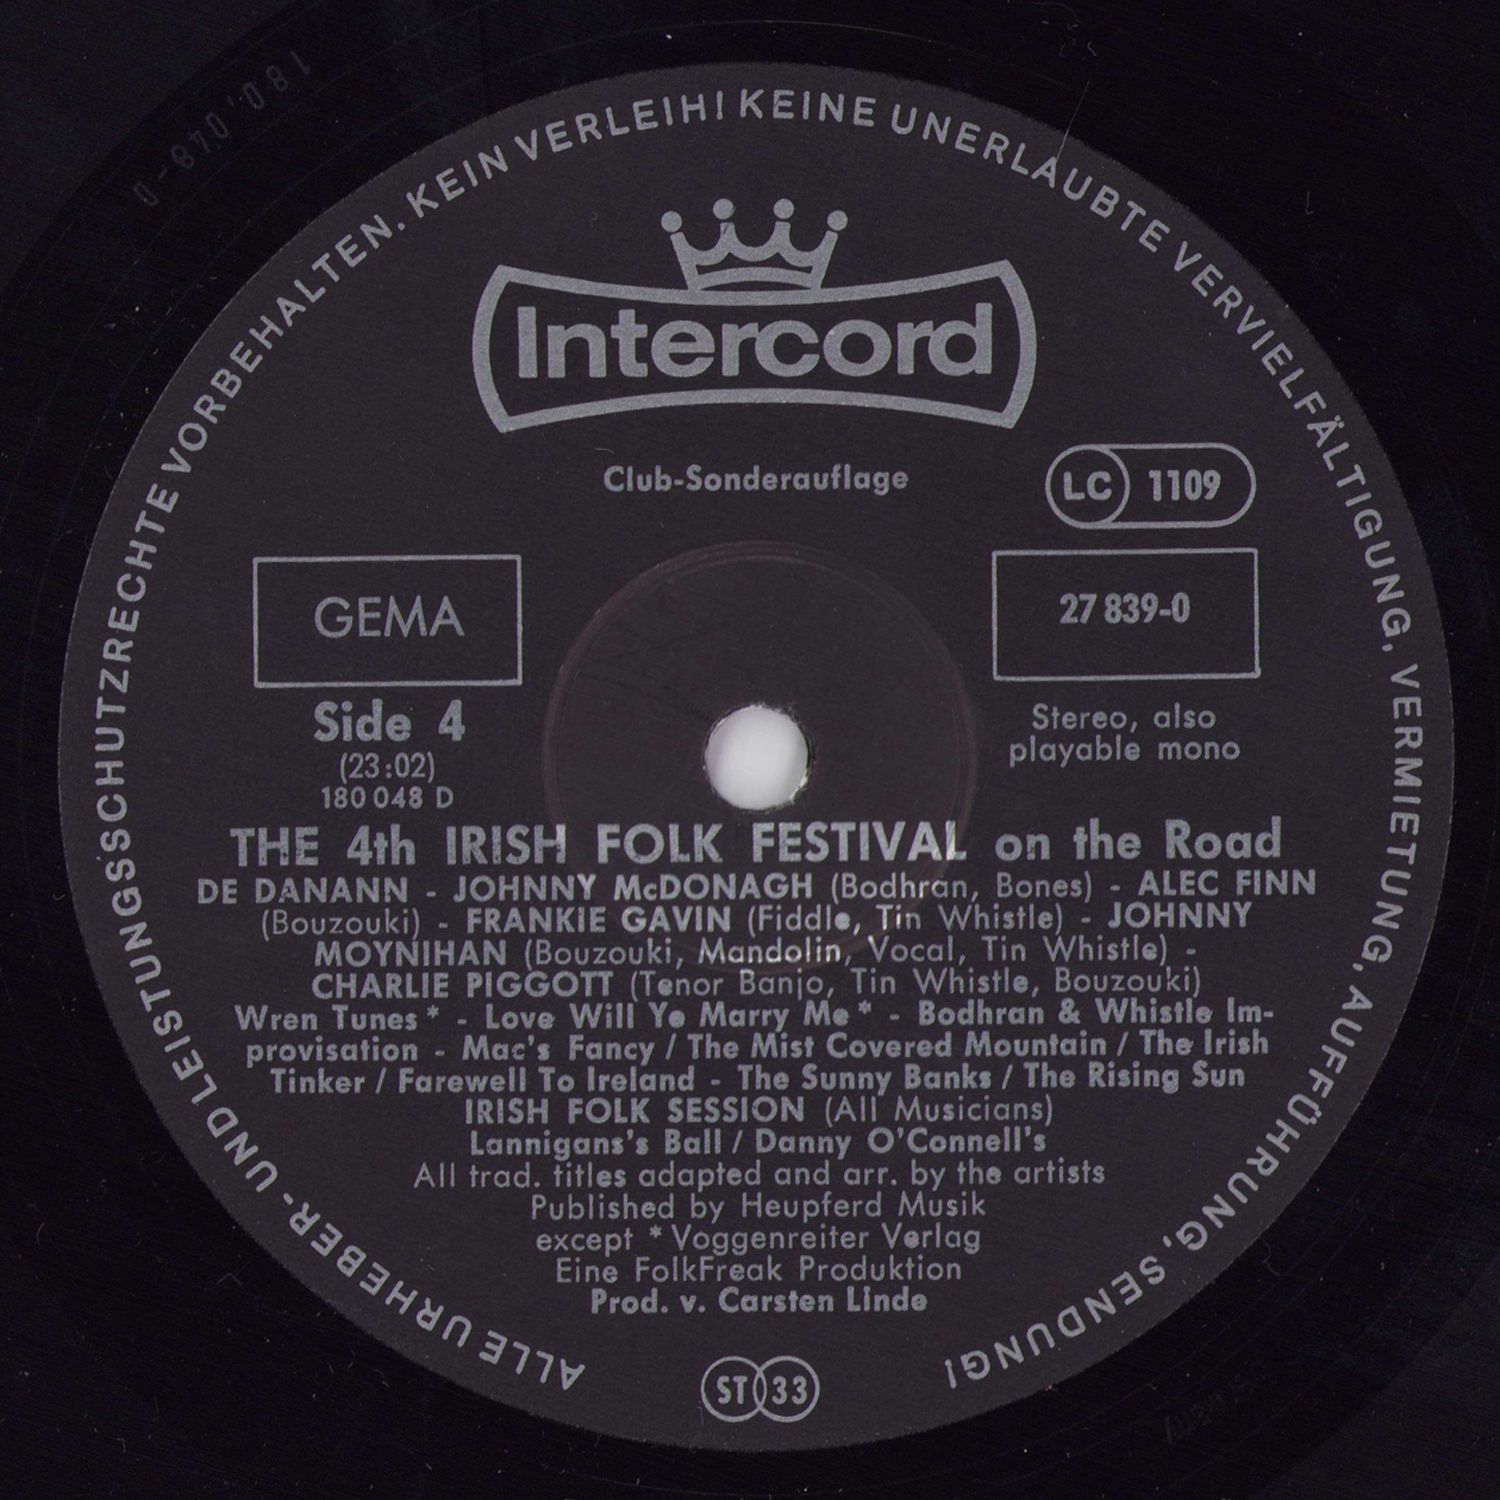 180.048-0
ALLE URHEBER- UND LEISTUNGSSCHUTZRECHTE VORBEHALTEN. KEIN VERLEIH! KEINE UNERLAUBTE VERVIELFÄLTIGUNG, VERMIETUNG, AUFFÜHRUNG, SENDUNG!
Intercord
Club-Sonderauflage
LC 1109
GEMA
27 839-0
Side 4
(23:02)
180 048 D
Stereo, also
playable mono
THE 4th IRISH FOLK FESTIVAL on the Road
DE DANANN - JOHNNY McDONAGH (Bodhran, Bones) - ALEC FINN
(Bouzouki) - FRANKIE GAVIN (Fiddle, Tin Whistle) - JOHNNY
MOYNIHAN (Bouzouki, Mandolin, Vocal, Tin Whistle) -
CHARLIE PIGGOTT (Tenor Banjo, Tin Whistle, Bouzouki)
Wren Tunes* - Love Will Ye Marry Me* - Bodhran & Whistle Im-
provisation - Mac's Fancy / The Mist Covered Mountain / The Irish
Tinker / Farewell To Ireland - The Sunny Banks / The Rising Sun
IRISH FOLK SESSION (All Musicians)
Lannigans's Ball / Danny O'Connell's
All trad. titles adapted and arr. by the artists
Published by Heupferd Musik
except *Voggenreiter Verlag
Eine FolkFreak Produktion
Prod. v. Carsten Linde
ST 33